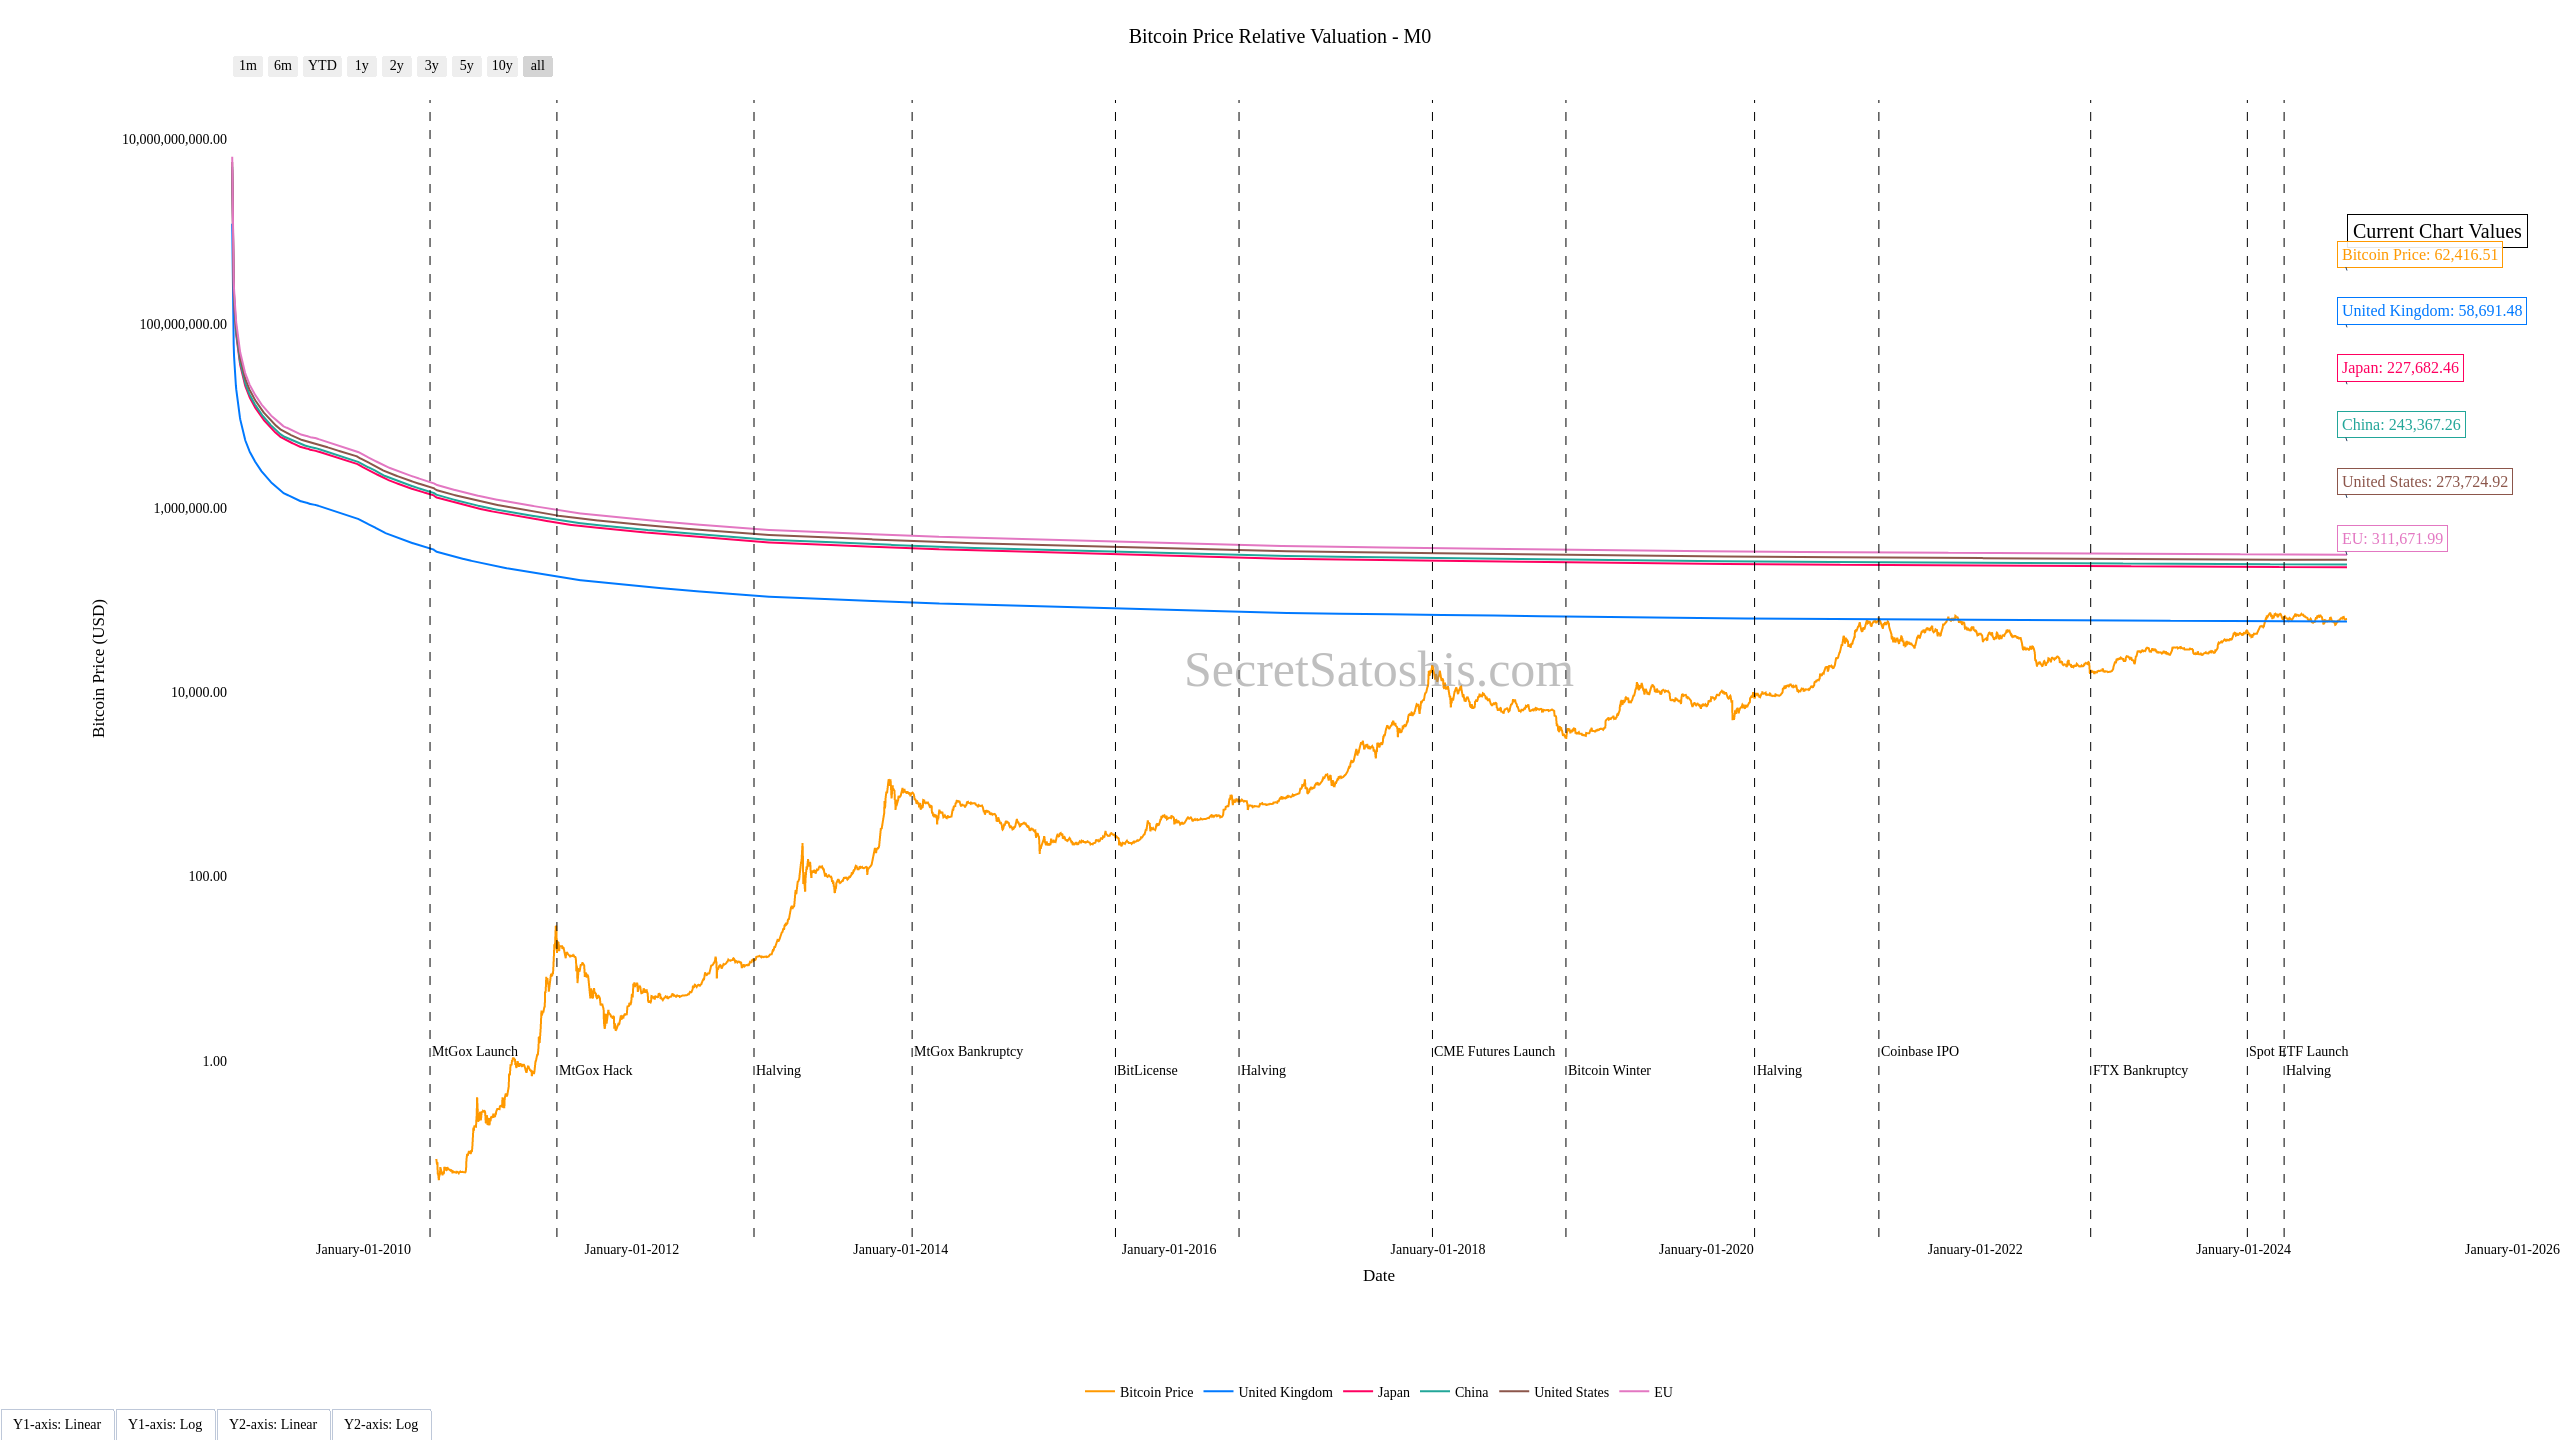 Bitcoin Price Relative Valuation - M0
1m 6m YTD 1y 2y 3y 5y 10y all
10,000,000,000.00
100,000,000.00
1,000,000.00
10,000.00
100.00
1.00
Bitcoin Price (USD)
Current Chart Values
Bitcoin Price: 62,416.51
United Kingdom: 58,691.48
Japan: 227,682.46
China: 243,367.26
United States: 273,724.92
EU: 311,671.99
SecretSatoshis.com
MtGox Launch
MtGox Hack
Halving
MtGox Bankruptcy
BitLicense
Halving
CME Futures Launch
Bitcoin Winter
Halving
Coinbase IPO
FTX Bankruptcy
Spot ETF Launch
Halving
January-01-2010 January-01-2012 January-01-2014 January-01-2016 January-01-2018 January-01-2020 January-01-2022 January-01-2024 January-01-2026
Date
Bitcoin Price United Kingdom Japan China United States EU
Y1-axis: Linear Y1-axis: Log Y2-axis: Linear Y2-axis: Log